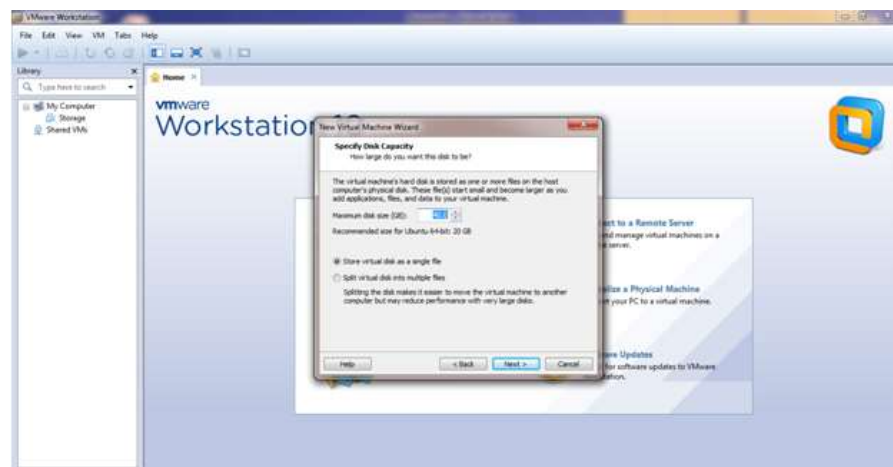 VMware Workstation
File Edit View VM Tabs Help
Library
Type here to search
My Computer
Storage
Shared VMs
Home
vmware
Workstation
New Virtual Machine Wizard
Specify Disk Capacity
How large do you want this disk to be?
The virtual machine's hard disk is stored as one or more files on the host
computer's physical disk. These file(s) start small and become larger as you
add applications, files, and data to your virtual machine.
Maximum disk size (GB):
Recommended size for Ubuntu 64-bit: 20 GB
Store virtual disk as a single file
Split virtual disk into multiple files
Splitting the disk makes it easier to move the virtual machine to another
computer but may reduce performance with very large disks.
Help < Back Next > Cancel
to a Remote Server
and manage virtual machines on a
server.
a Physical Machine
your PC to a virtual machine.
Updates
for software updates to VMware